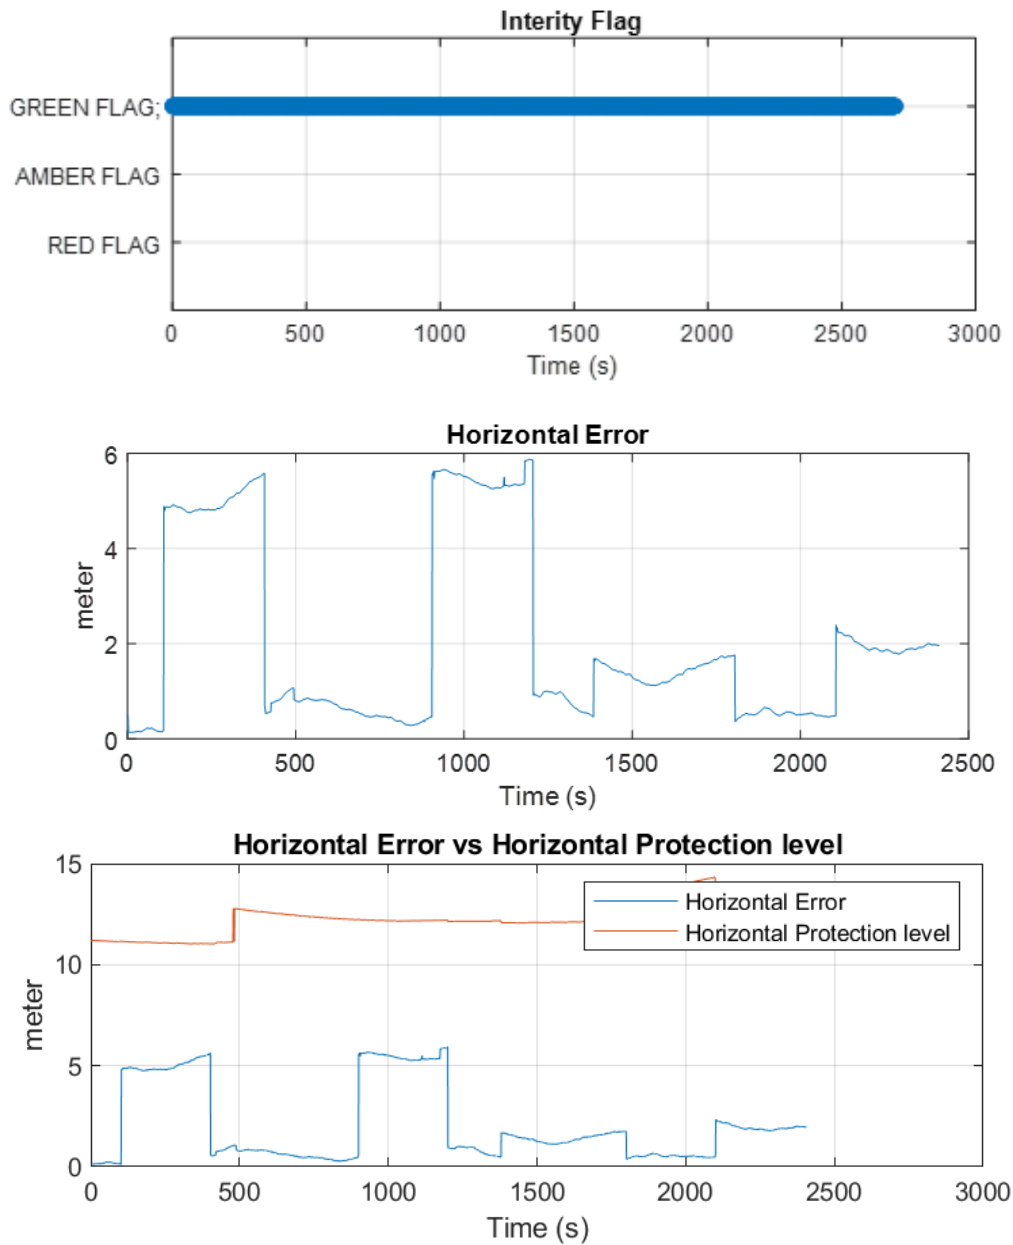 Interity Flag
GREEN FLAG;
AMBER FLAG
RED FLAG
0 500 1000 1500 2000 2500 3000
Time (s)
Horizontal Error
6
4
2
0
meter
0 500 1000 1500 2000 2500
Time (s)
Horizontal Error vs Horizontal Protection level
15
10
5
0
meter
Horizontal Error
Horizontal Protection level
0 500 1000 1500 2000 2500 3000
Time (s)